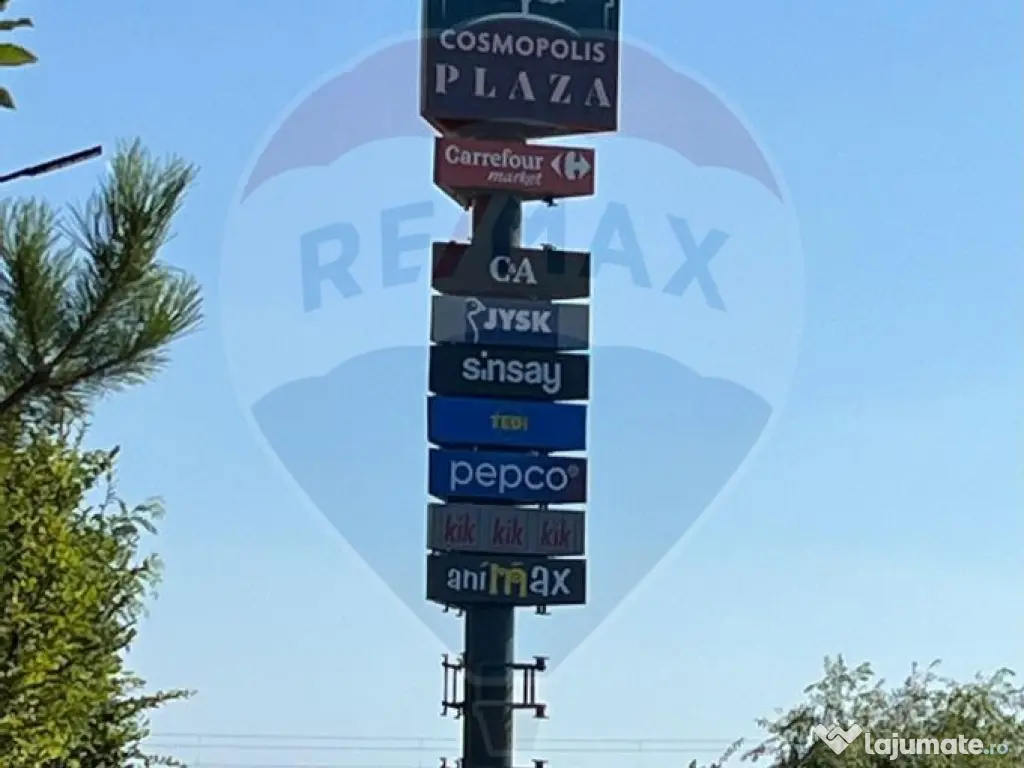 COSMOPOLIS
PLAZA
Carrefour
market
RE/MAX
C&A
JYSK
sinsay
TEDi
pepco®
kik kik kik
animax
lajumate.ro